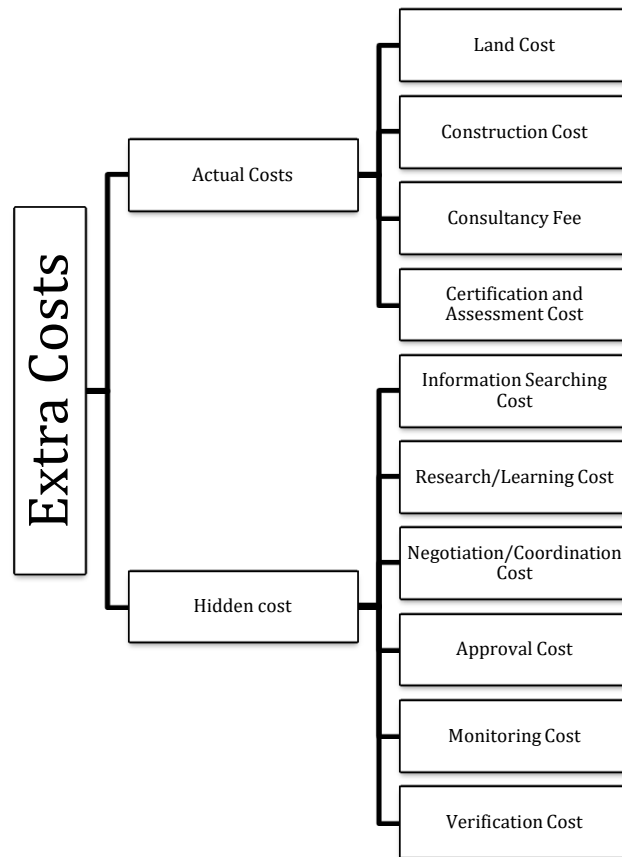 Extra Costs
Actual Costs
Land Cost
Construction Cost
Consultancy Fee
Certification and
Assessment Cost
Hidden cost
Information Searching
Cost
Research/Learning Cost
Negotiation/Coordination
Cost
Approval Cost
Monitoring Cost
Verification Cost